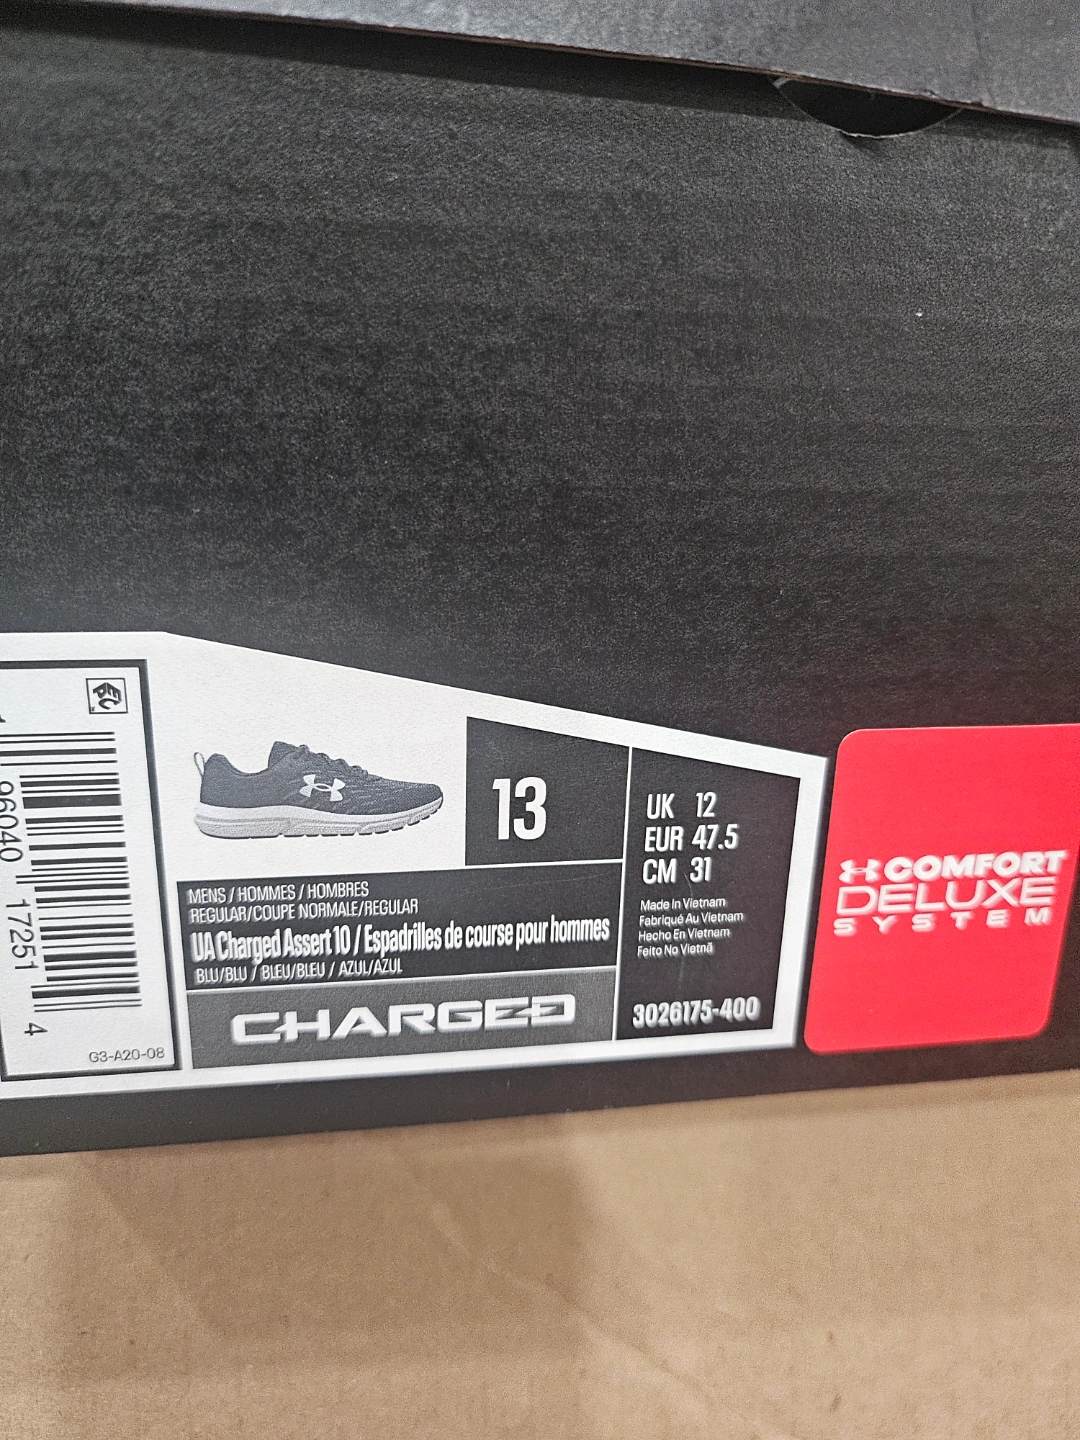 96040 17251 4
G3-A20-08
13
MENS / HOMMES / HOMBRES
REGULAR/COUPE NORMALE/REGULAR
UA Charged Assert 10 / Espadrilles de course pour hommes
BLU/BLU / BLEU/BLEU / AZUL/AZUL
CHARGED
UK 12
EUR 47.5
CM 31
Made In Vietnam
Fabriqué Au Vietnam
Hecho En Vietnam
Feito No Vietnã
3026175-400
COMFORT
DELUXE
SYSTEM